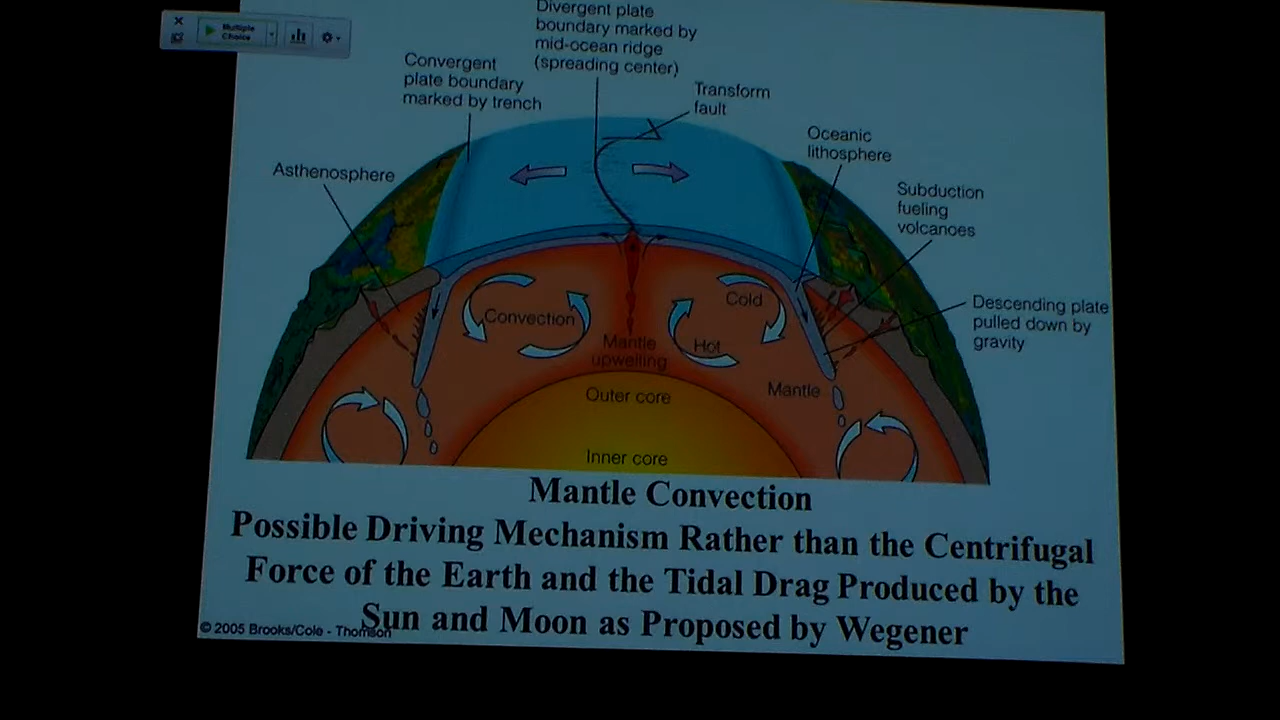 Multiple
Choice
Divergent plate
boundary marked by
mid-ocean ridge
(spreading center)
Convergent
plate boundary
marked by trench
Transform
fault
Oceanic
lithosphere
Asthenosphere
Subduction
fueling
volcanoes
Descending plate
pulled down by
gravity
Cold
Convection
Mantle
upwelling
Hot
Mantle
Outer core
Inner core
Mantle Convection
Possible Driving Mechanism Rather than the Centrifugal
Force of the Earth and the Tidal Drag Produced by the
Sun and Moon as Proposed by Wegener
© 2005 Brooks/Cole - Thomson